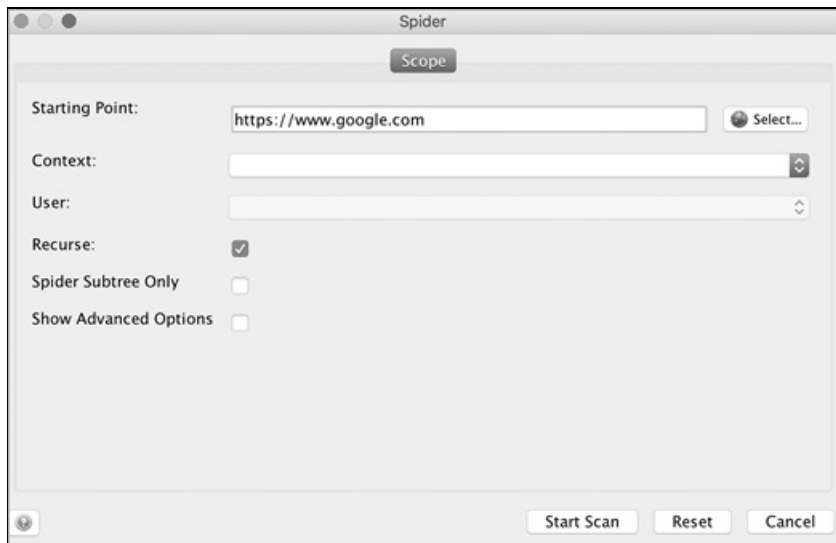 Spider
Scope
Starting Point:
https://www.google.com
Select...
Context:
User:
Recurse:
Spider Subtree Only
Show Advanced Options
Start Scan
Reset
Cancel